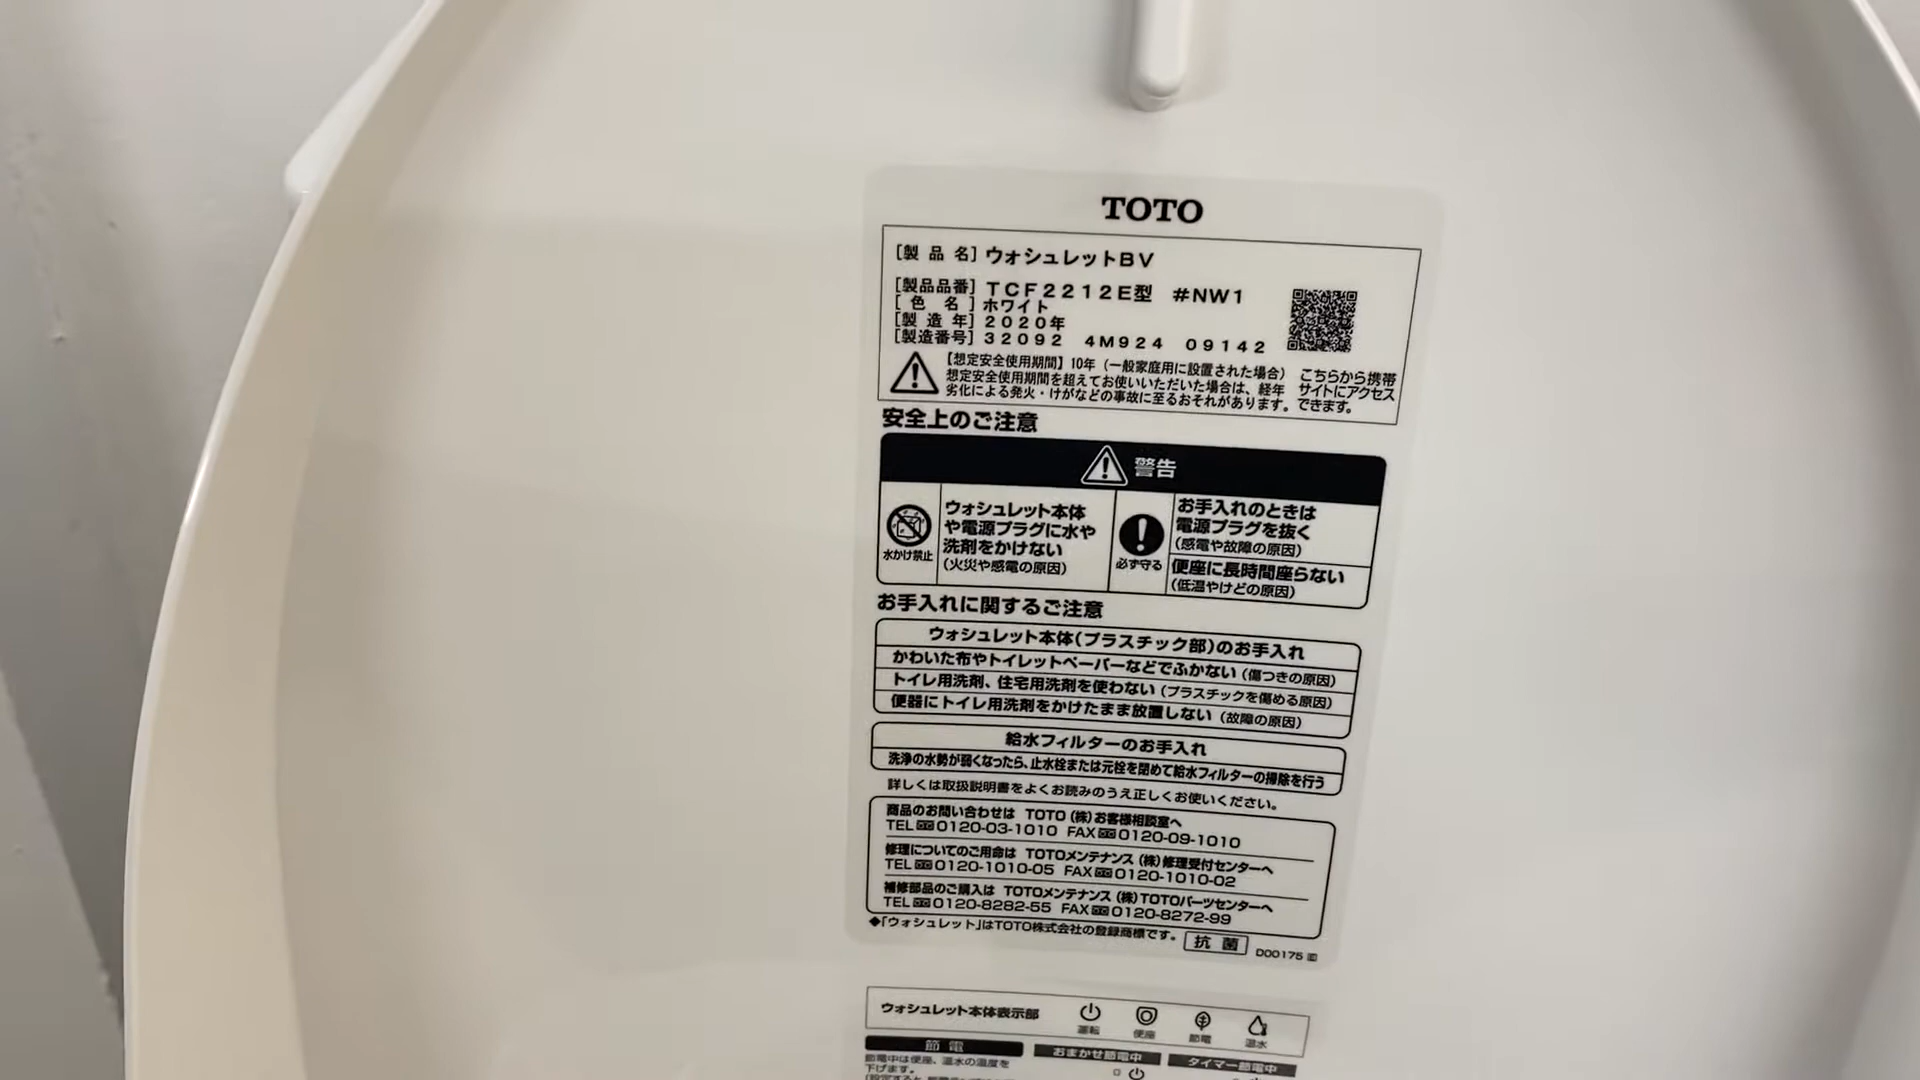 TOTO
[製品名] ウォシュレットBV
[製品品番] TCF2212E型 #NW1
[色名] ホワイト
[製造年] 2020年
[製造番号] 32092 4M924 09142
【想定安全使用期間】10年（一般家庭用に設置された場合）
想定安全使用期間を超えてお使いいただいた場合は、経年
劣化による発火・けがなどの事故に至るおそれがあります。
こちらから携帯
サイトにアクセス
できます。
安全上のご注意
警告
水かけ禁止
ウォシュレット本体
や電源プラグに水や
洗剤をかけない
(火災や感電の原因)
必ず守る
お手入れのときは
電源プラグを抜く
(感電や故障の原因)
便座に長時間座らない
(低温やけどの原因)
お手入れに関するご注意
ウォシュレット本体(プラスチック部)のお手入れ
かわいた布やトイレットペーパーなどでふかない (傷つきの原因)
トイレ用洗剤、住宅用洗剤を使わない (プラスチックを傷める原因)
便器にトイレ用洗剤をかけたまま放置しない (故障の原因)
給水フィルターのお手入れ
洗浄の水勢が弱くなったら、止水栓または元栓を閉めて給水フィルターの掃除を行う
詳しくは取扱説明書をよくお読みのうえ正しくお使いください。
商品のお問い合わせは TOTO（株）お客様相談室へ
TEL 0120-03-1010 FAX 0120-09-1010
修理についてのご用命は TOTOメンテナンス（株）修理受付センターへ
TEL 0120-1010-05 FAX 0120-1010-02
補修部品のご購入は TOTOメンテナンス（株）TOTOパーツセンターへ
TEL 0120-8282-55 FAX 0120-8272-99
◆「ウォシュレット」はTOTO株式会社の登録商標です。
抗菌
D00175
ウォシュレット本体表示部
運転 便座 節電 温水
節電
おまかせ節電中
タイマー節電中
節電中は便座、温水の温度を
下げます。